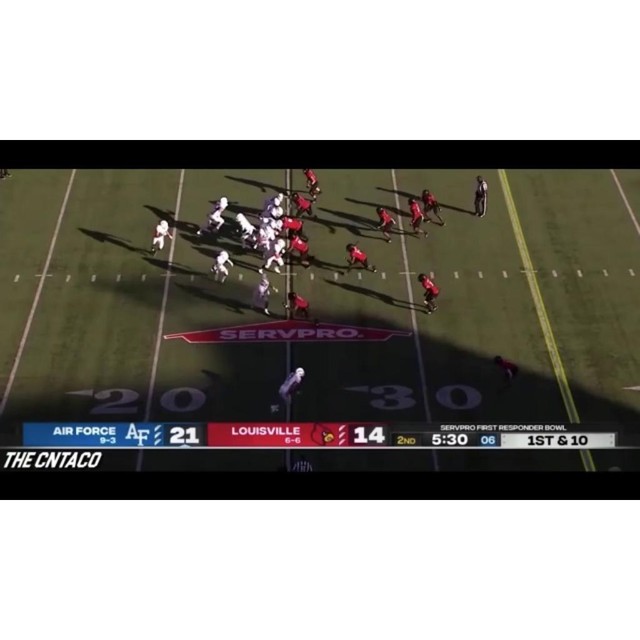 SERVPRO
20
30
AIR FORCE
9-3
AF
21
LOUISVILLE
6-6
14
SERVPRO FIRST RESPONDER BOWL
2ND
5:30
06
1ST & 10
THE CNTACO